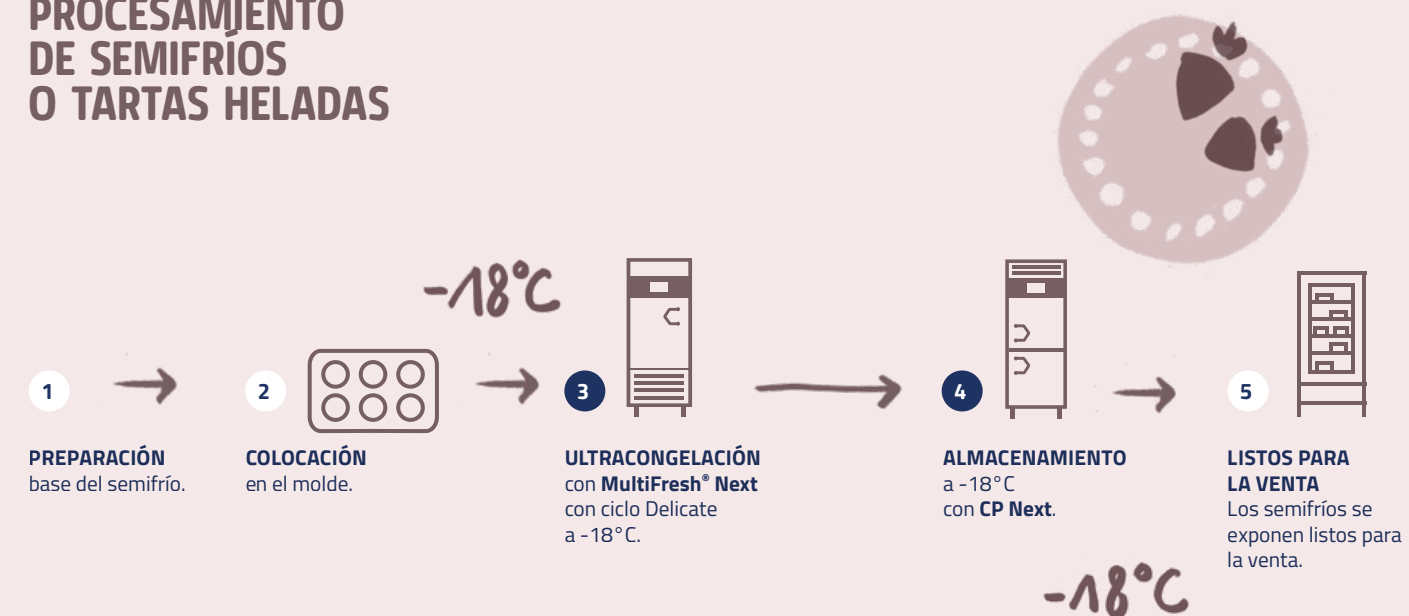 PROCESAMIENTO
DE SEMIFRÍOS
O TARTAS HELADAS
-18°C
1
PREPARACIÓN
base del semifrío.
2
COLOCACIÓN
en el molde.
3
ULTRACONGELACIÓN
con MultiFresh® Next
con ciclo Delicate
a -18°C.
4
ALMACENAMIENTO
a -18°C
con CP Next.
5
LISTOS PARA
LA VENTA
Los semifríos se
exponen listos para
la venta.
-18°C